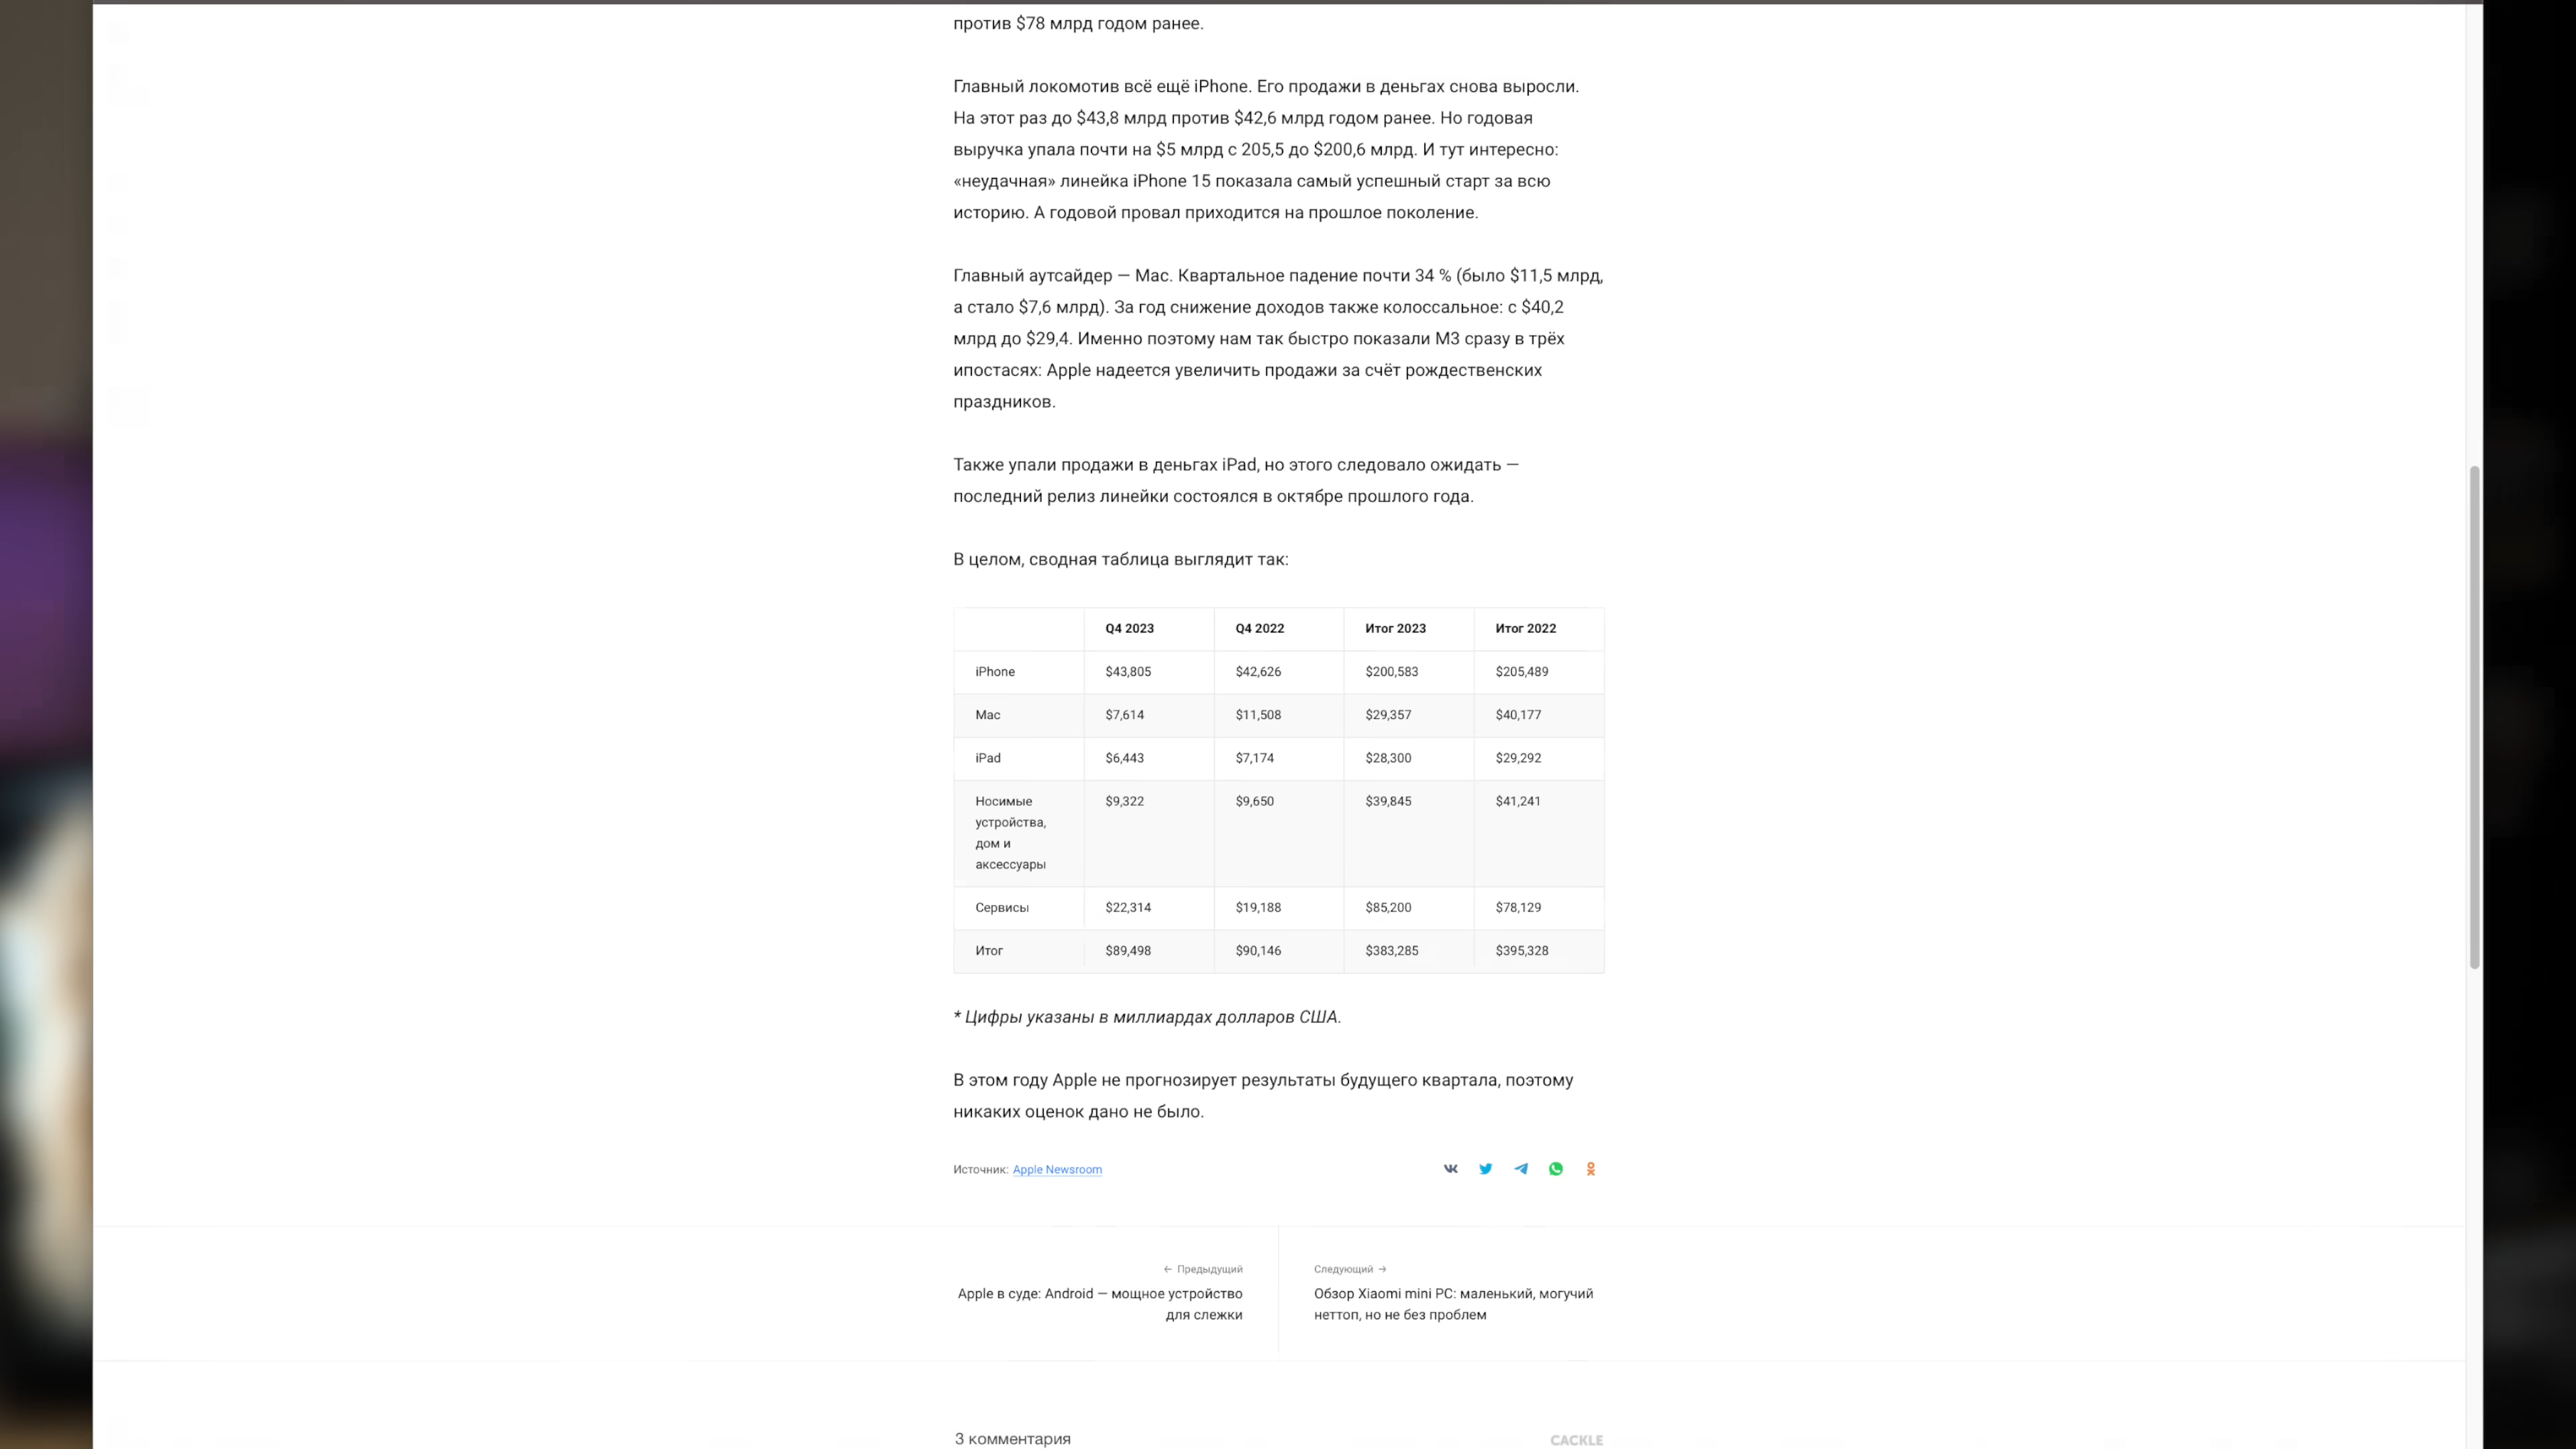 против $78 млрд годом ранее.
Главный локомотив всё ещё iPhone. Его продажи в деньгах снова выросли.
На этот раз до $43,8 млрд против $42,6 млрд годом ранее. Но годовая
выручка упала почти на $5 млрд с 205,5 до $200,6 млрд. И тут интересно:
«неудачная» линейка iPhone 15 показала самый успешный старт за всю
историю. А годовой провал приходится на прошлое поколение.
Главный аутсайдер — Mac. Квартальное падение почти 34 % (было $11,5 млрд,
а стало $7,6 млрд). За год снижение доходов также колоссальное: с $40,2
млрд до $29,4. Именно поэтому нам так быстро показали M3 сразу в трёх
ипостасях: Apple надеется увеличить продажи за счёт рождественских
праздников.
Также упали продажи в деньгах iPad, но этого следовало ожидать —
последний релиз линейки состоялся в октябре прошлого года.
В целом, сводная таблица выглядит так:
Q4 2023 Q4 2022 Итог 2023 Итог 2022
iPhone $43,805 $42,626 $200,583 $205,489
Mac $7,614 $11,508 $29,357 $40,177
iPad $6,443 $7,174 $28,300 $29,292
Носимые $9,322 $9,650 $39,845 $41,241
устройства,
дом и
аксессуары
Сервисы $22,314 $19,188 $85,200 $78,129
Итог $89,498 $90,146 $383,285 $395,328
* Цифры указаны в миллиардах долларов США.
В этом году Apple не прогнозирует результаты будущего квартала, поэтому
никаких оценок дано не было.
Источник: Apple Newsroom
← Предыдущий
Apple в суде: Android — мощное устройство
для слежки
Следующий →
Обзор Xiaomi mini PC: маленький, могучий
неттоп, но не без проблем
3 комментария
CACKLE